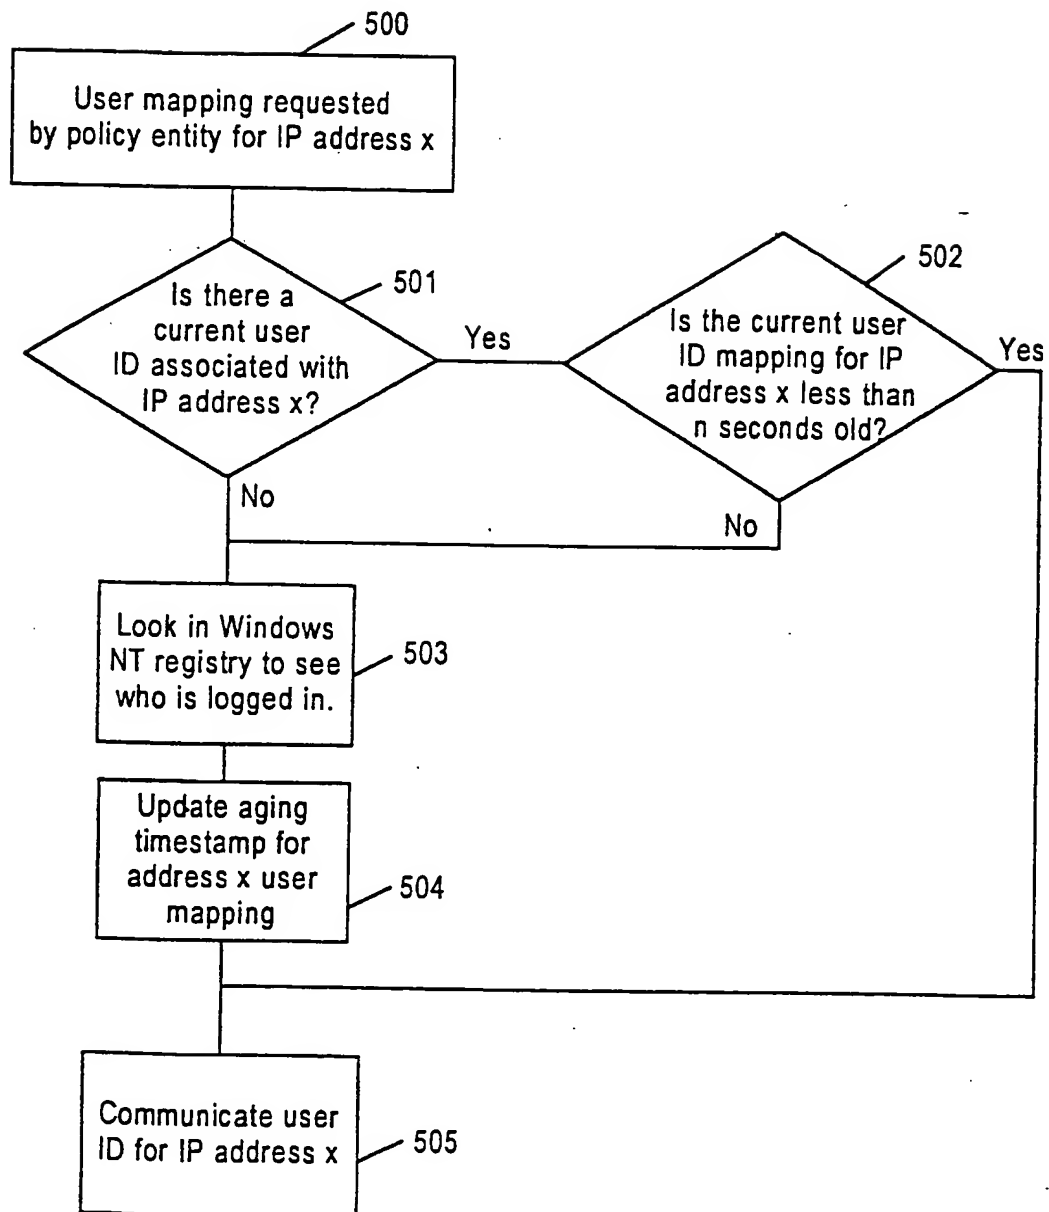 500
User mapping requested
by policy entity for IP address x
501
Is there a
current user
ID associated with
IP address x?
Yes
No
502
Is the current user
ID mapping for IP
address x less than
n seconds old?
Yes
No
503
Look in Windows
NT registry to see
who is logged in.
504
Update aging
timestamp for
address x user
mapping
505
Communicate user
ID for IP address x